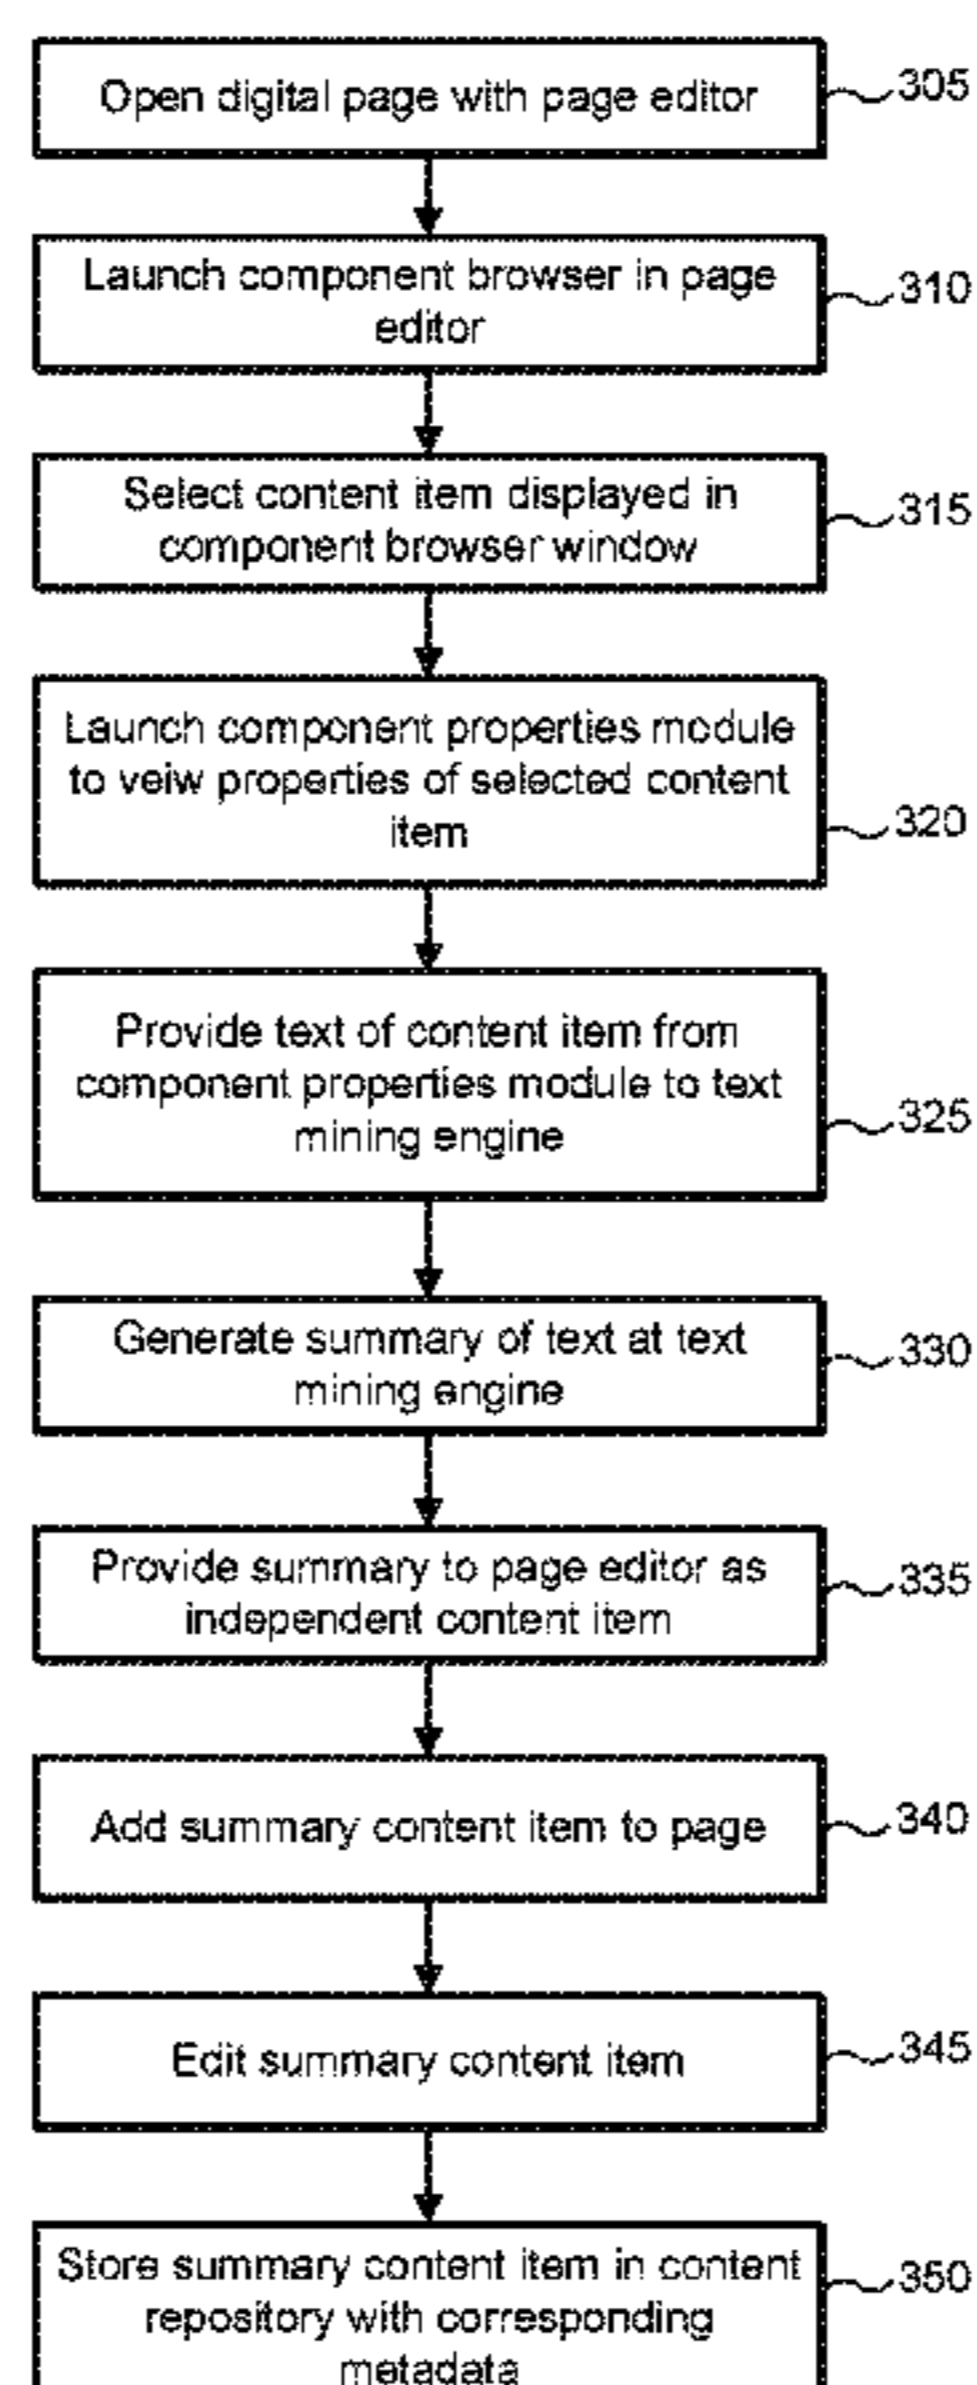 Open digital page with page editor
305
Launch component browser in page
editor
310
Select content item displayed in
component browser window
315
Launch component properties module
to veiw properties of selected content
item
320
Provide text of content item from
component properties module to text
mining engine
325
Generate summary of text at text
mining engine
330
Provide summary to page editor as
independent content item
335
Add summary content item to page
340
Edit summary content item
345
Store summary content item in content
repository with corresponding
metadata
350